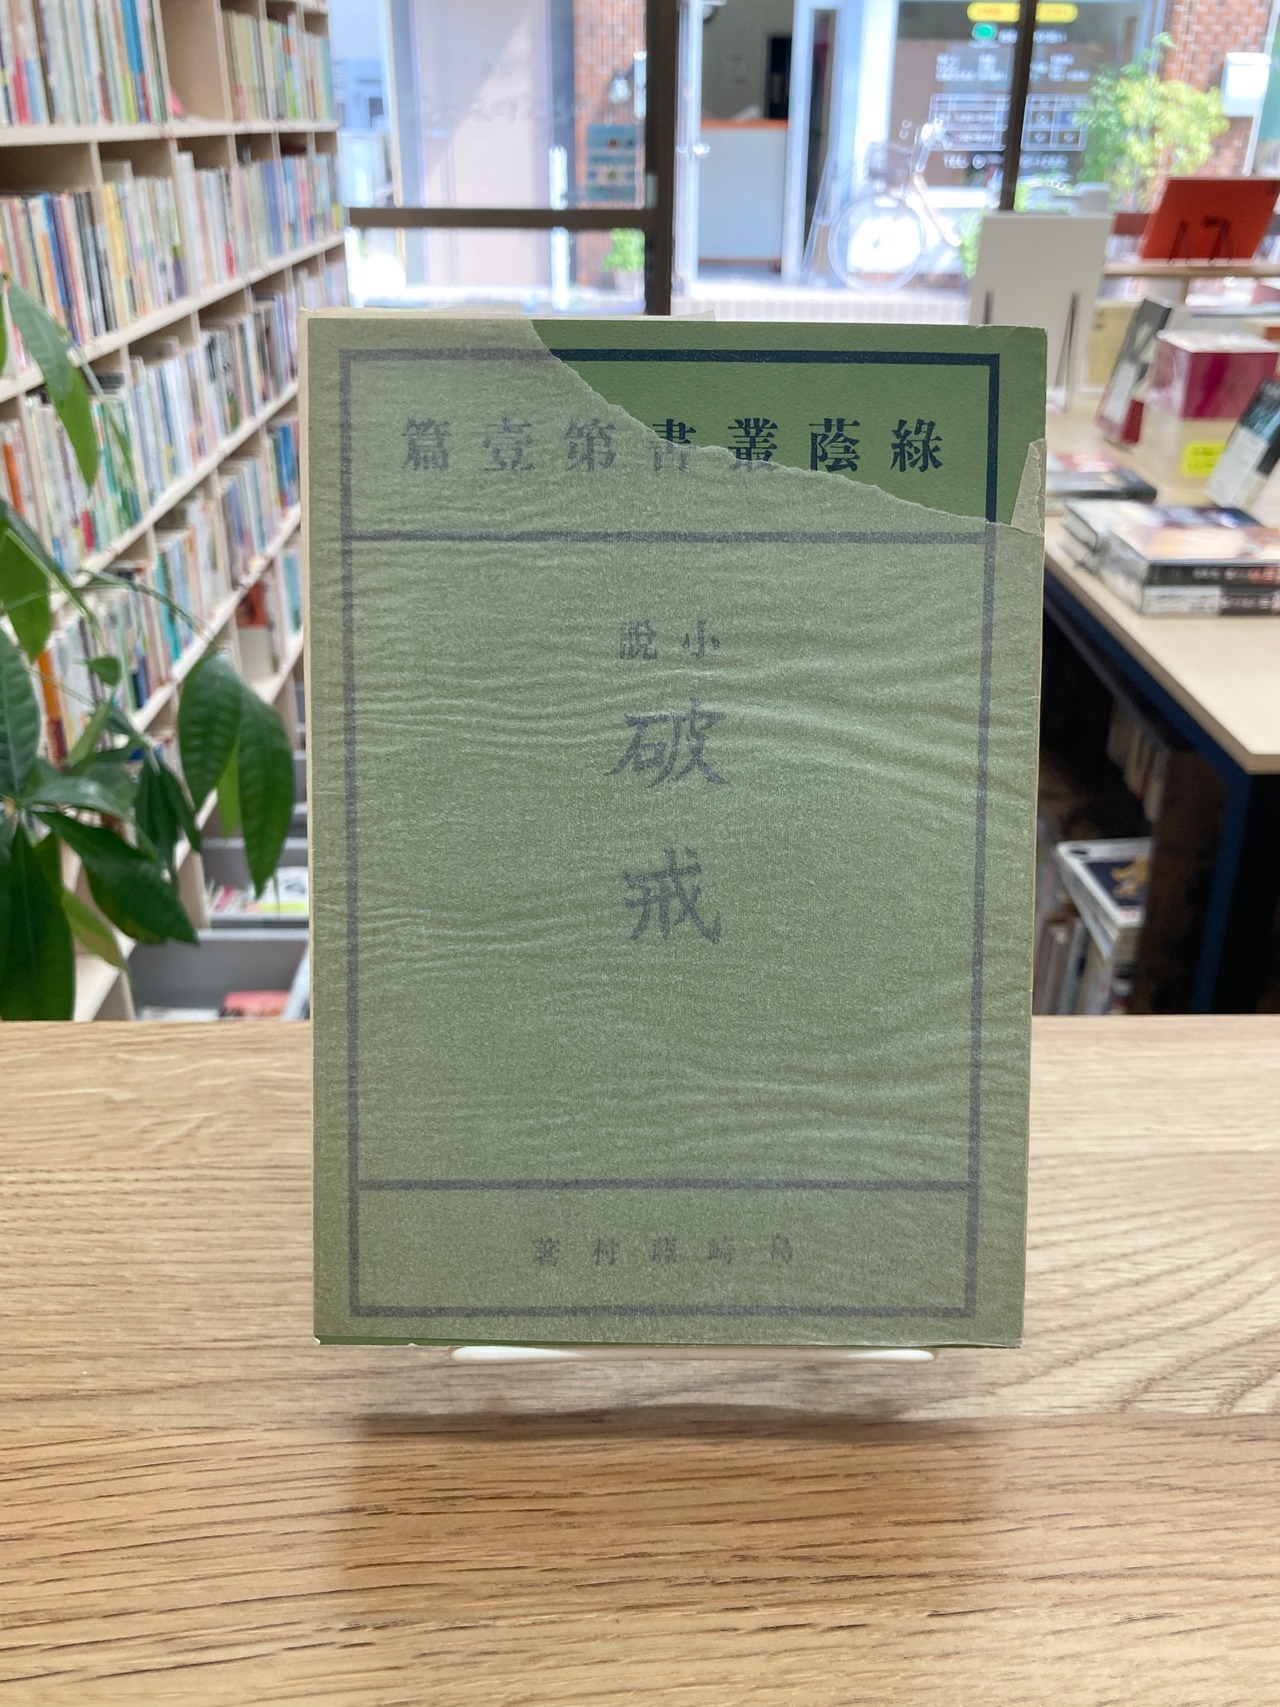 綠蔭叢書第壹篇
小說
破戒
島崎藤村著